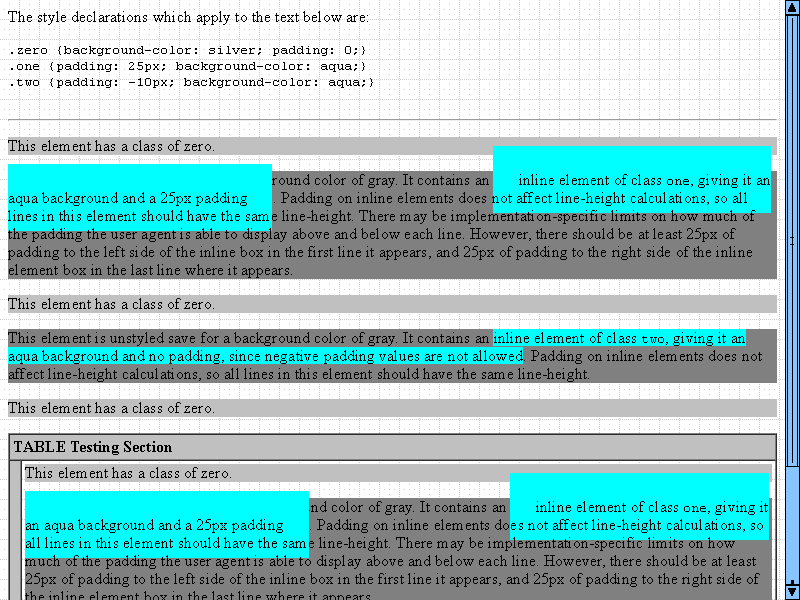 The style declarations which apply to the text below are:
.zero {background-color: silver; padding: 0;}
.one {padding: 25px; background-color: aqua;}
.two {padding: -10px; background-color: aqua;}
This element has a class of zero.
round color of gray. It contains an inline element of class one, giving it an
aqua background and a 25px padding. Padding on inline elements does not affect line-height calculations, so all
lines in this element should have the same line-height. There may be implementation-specific limits on how much of
the padding the user agent is able to display above and below each line. However, there should be at least 25px of
padding to the left side of the inline box in the first line it appears, and 25px of padding to the right side of the inline
element box in the last line where it appears.
This element has a class of zero.
This element is unstyled save for a background color of gray. It contains an inline element of class two, giving it an
aqua background and no padding, since negative padding values are not allowed. Padding on inline elements does not
affect line-height calculations, so all lines in this element should have the same line-height.
This element has a class of zero.
TABLE Testing Section
This element has a class of zero.
nd color of gray. It contains an inline element of class one, giving it
an aqua background and a 25px padding. Padding on inline elements does not affect line-height calculations, so
all lines in this element should have the same line-height. There may be implementation-specific limits on how
much of the padding the user agent is able to display above and below each line. However, there should be at least
25px of padding to the left side of the inline box in the first line it appears, and 25px of padding to the right side of
the inline element box in the last line where it appears.